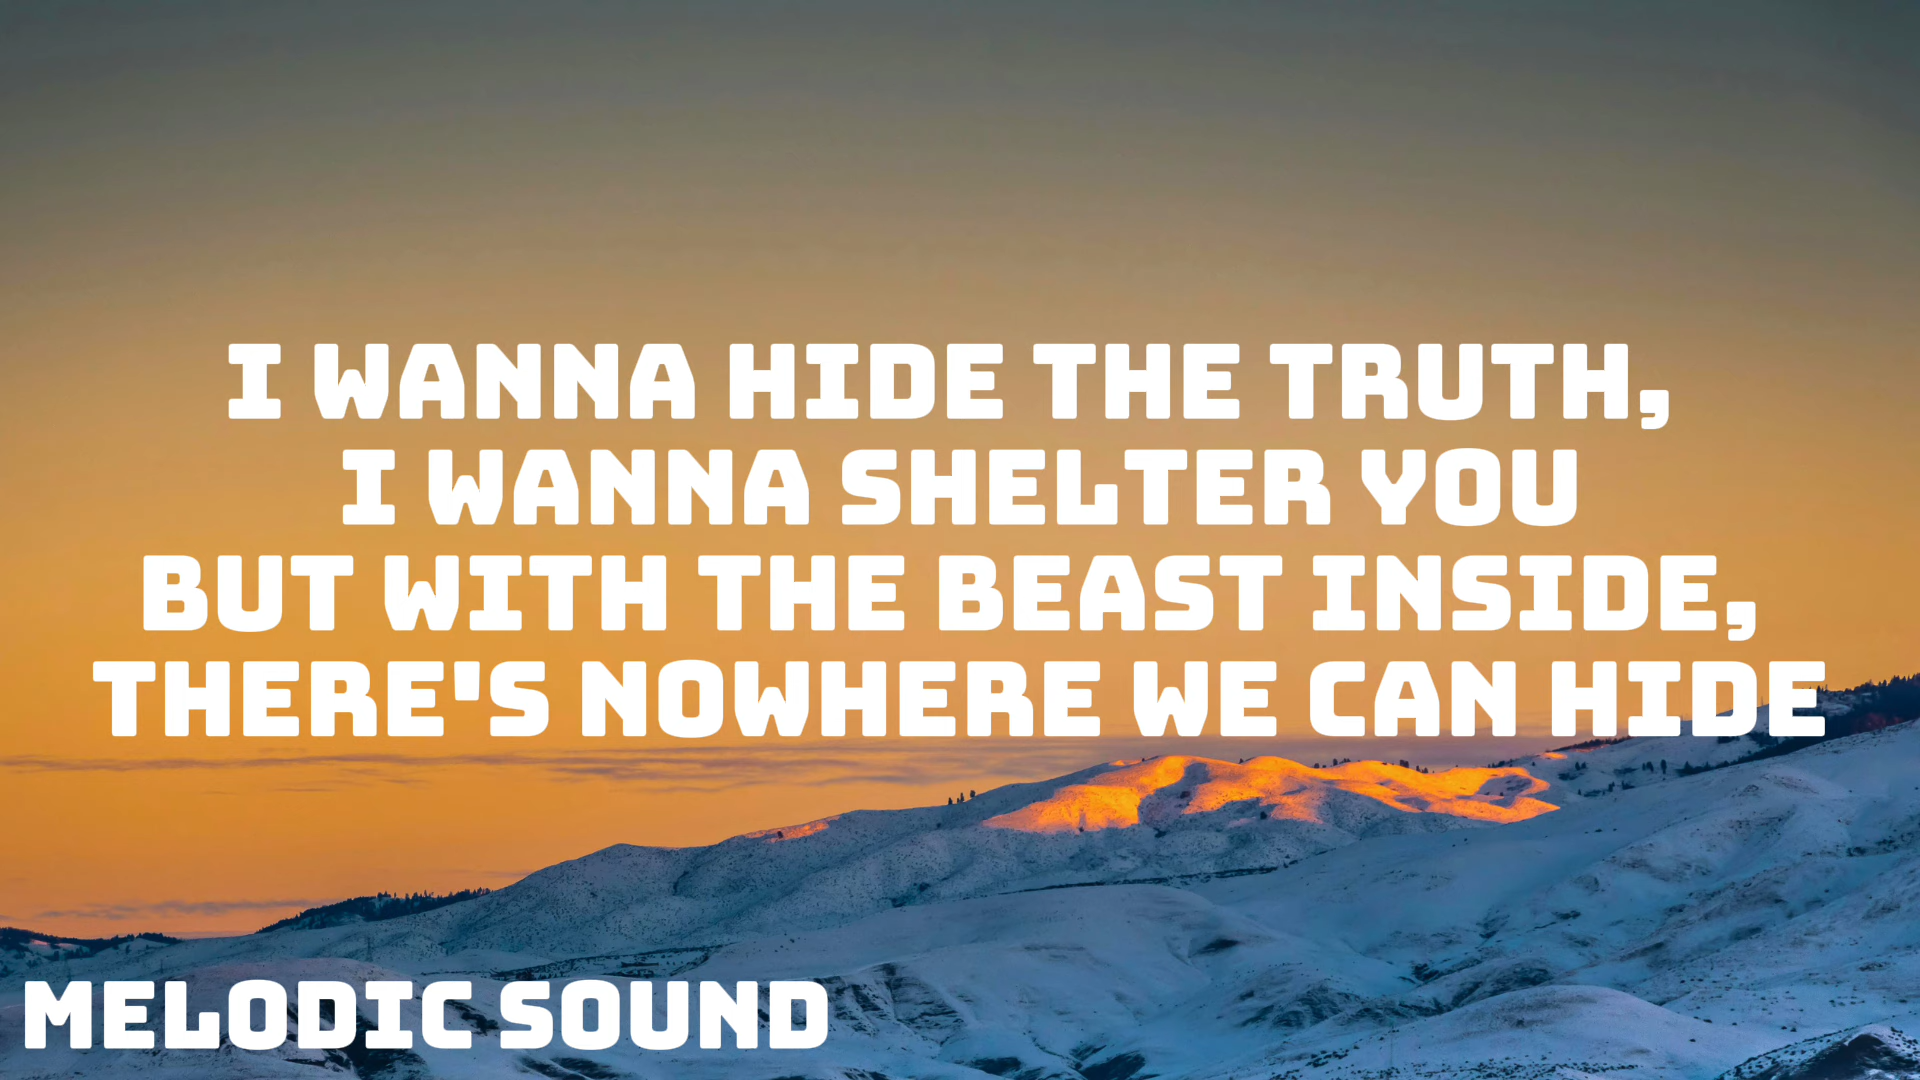 I WANNA HIDE THE TRUTH,
I WANNA SHELTER YOU
BUT WITH THE BEAST INSIDE,
THERE'S NOWHERE WE CAN HIDE
MELODIC SOUND